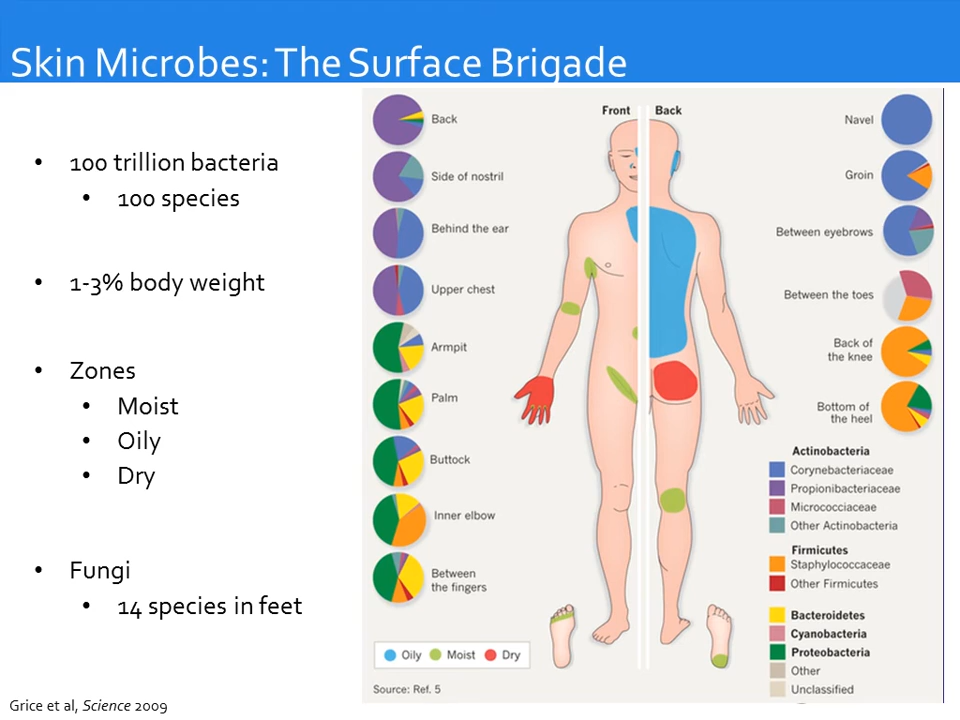 Skin Microbes: The Surface Brigade
• 100 trillion bacteria
• 100 species
• 1-3% body weight
• Zones
• Moist
• Oily
• Dry
• Fungi
• 14 species in feet
Grice et al, Science 2009
Front
Back
Back
Side of nostril
Behind the ear
Upper chest
Armpit
Palm
Buttock
Inner elbow
Between
the fingers
Oily
Moist
Dry
Source: Ref. 5
Navel
Groin
Between eyebrows
Between the toes
Back of
the knee
Bottom of
the heel
Actinobacteria
Corynebacteriaceae
Propionibacteriaceae
Micrococciaceae
Other Actinobacteria
Firmicutes
Staphylococcaceae
Other Firmicutes
Bacteroidetes
Cyanobacteria
Proteobacteria
Other
Unclassified